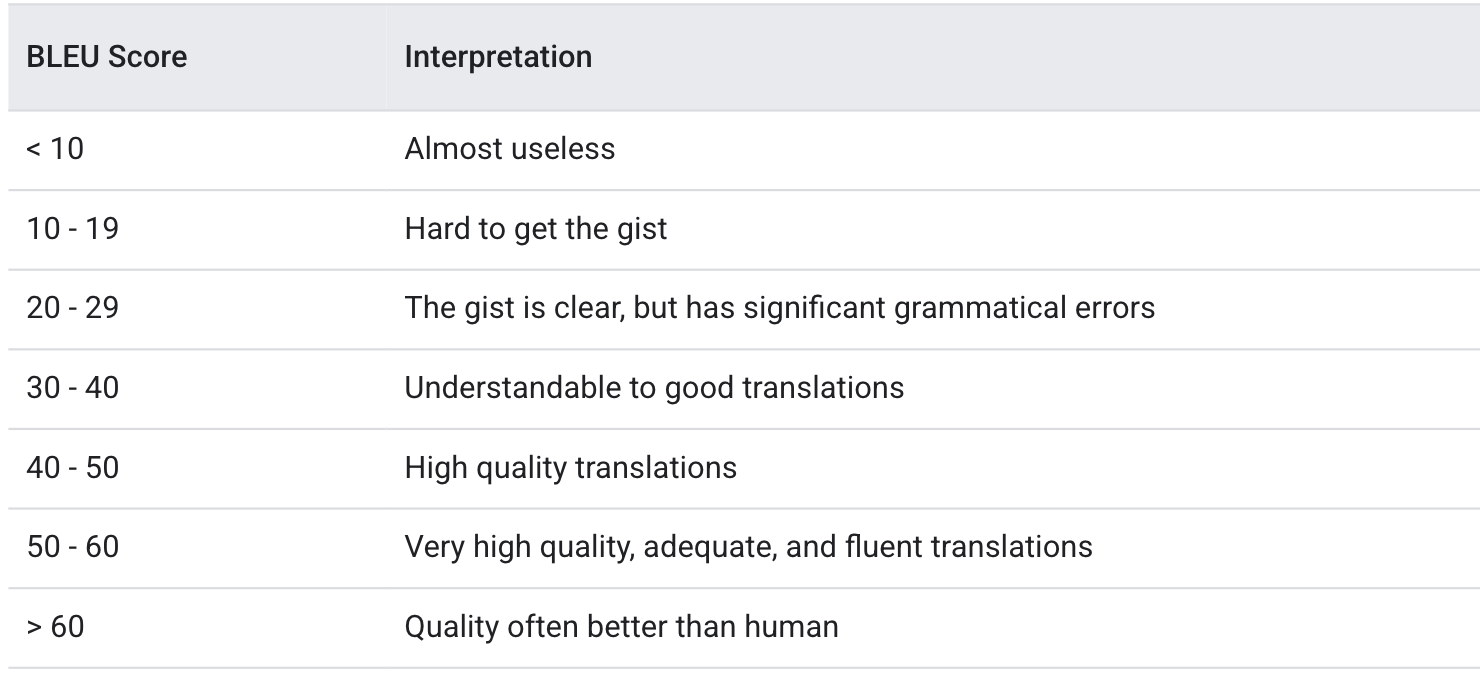 BLEU Score Interpretation
< 10 Almost useless
10 - 19 Hard to get the gist
20 - 29 The gist is clear, but has significant grammatical errors
30 - 40 Understandable to good translations
40 - 50 High quality translations
50 - 60 Very high quality, adequate, and fluent translations
> 60 Quality often better than human